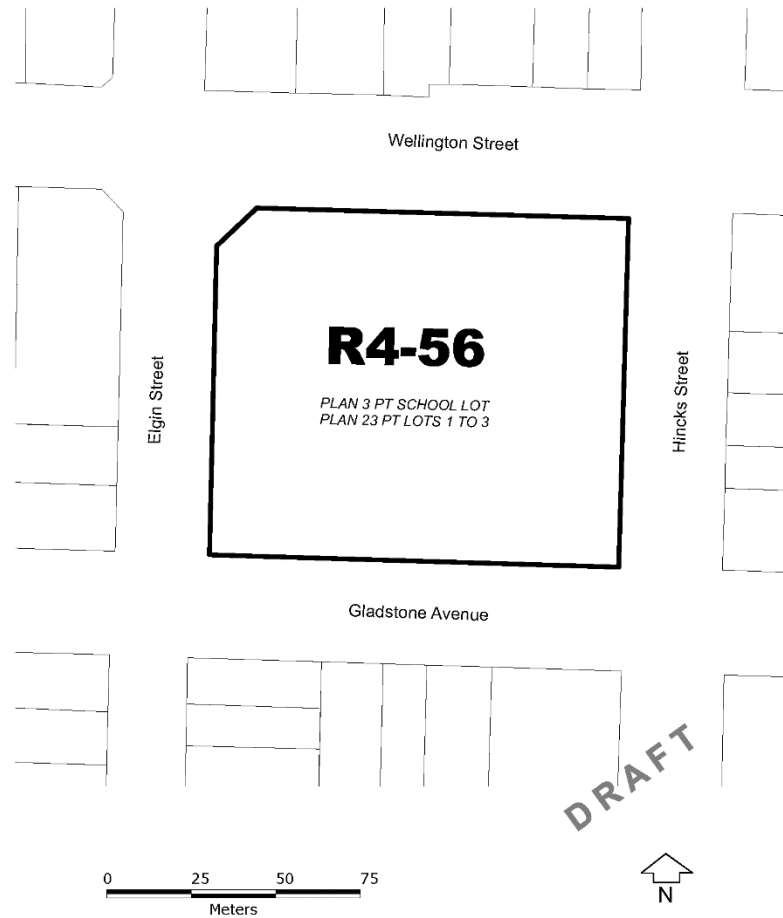 Wellington Street
R4-56
PLAN 3 PT SCHOOL LOT
PLAN 23 PT LOTS 1 TO 3
Elgin Street
Hincks Street
Gladstone Avenue
DRAFT
0 25 50 75
Meters
N